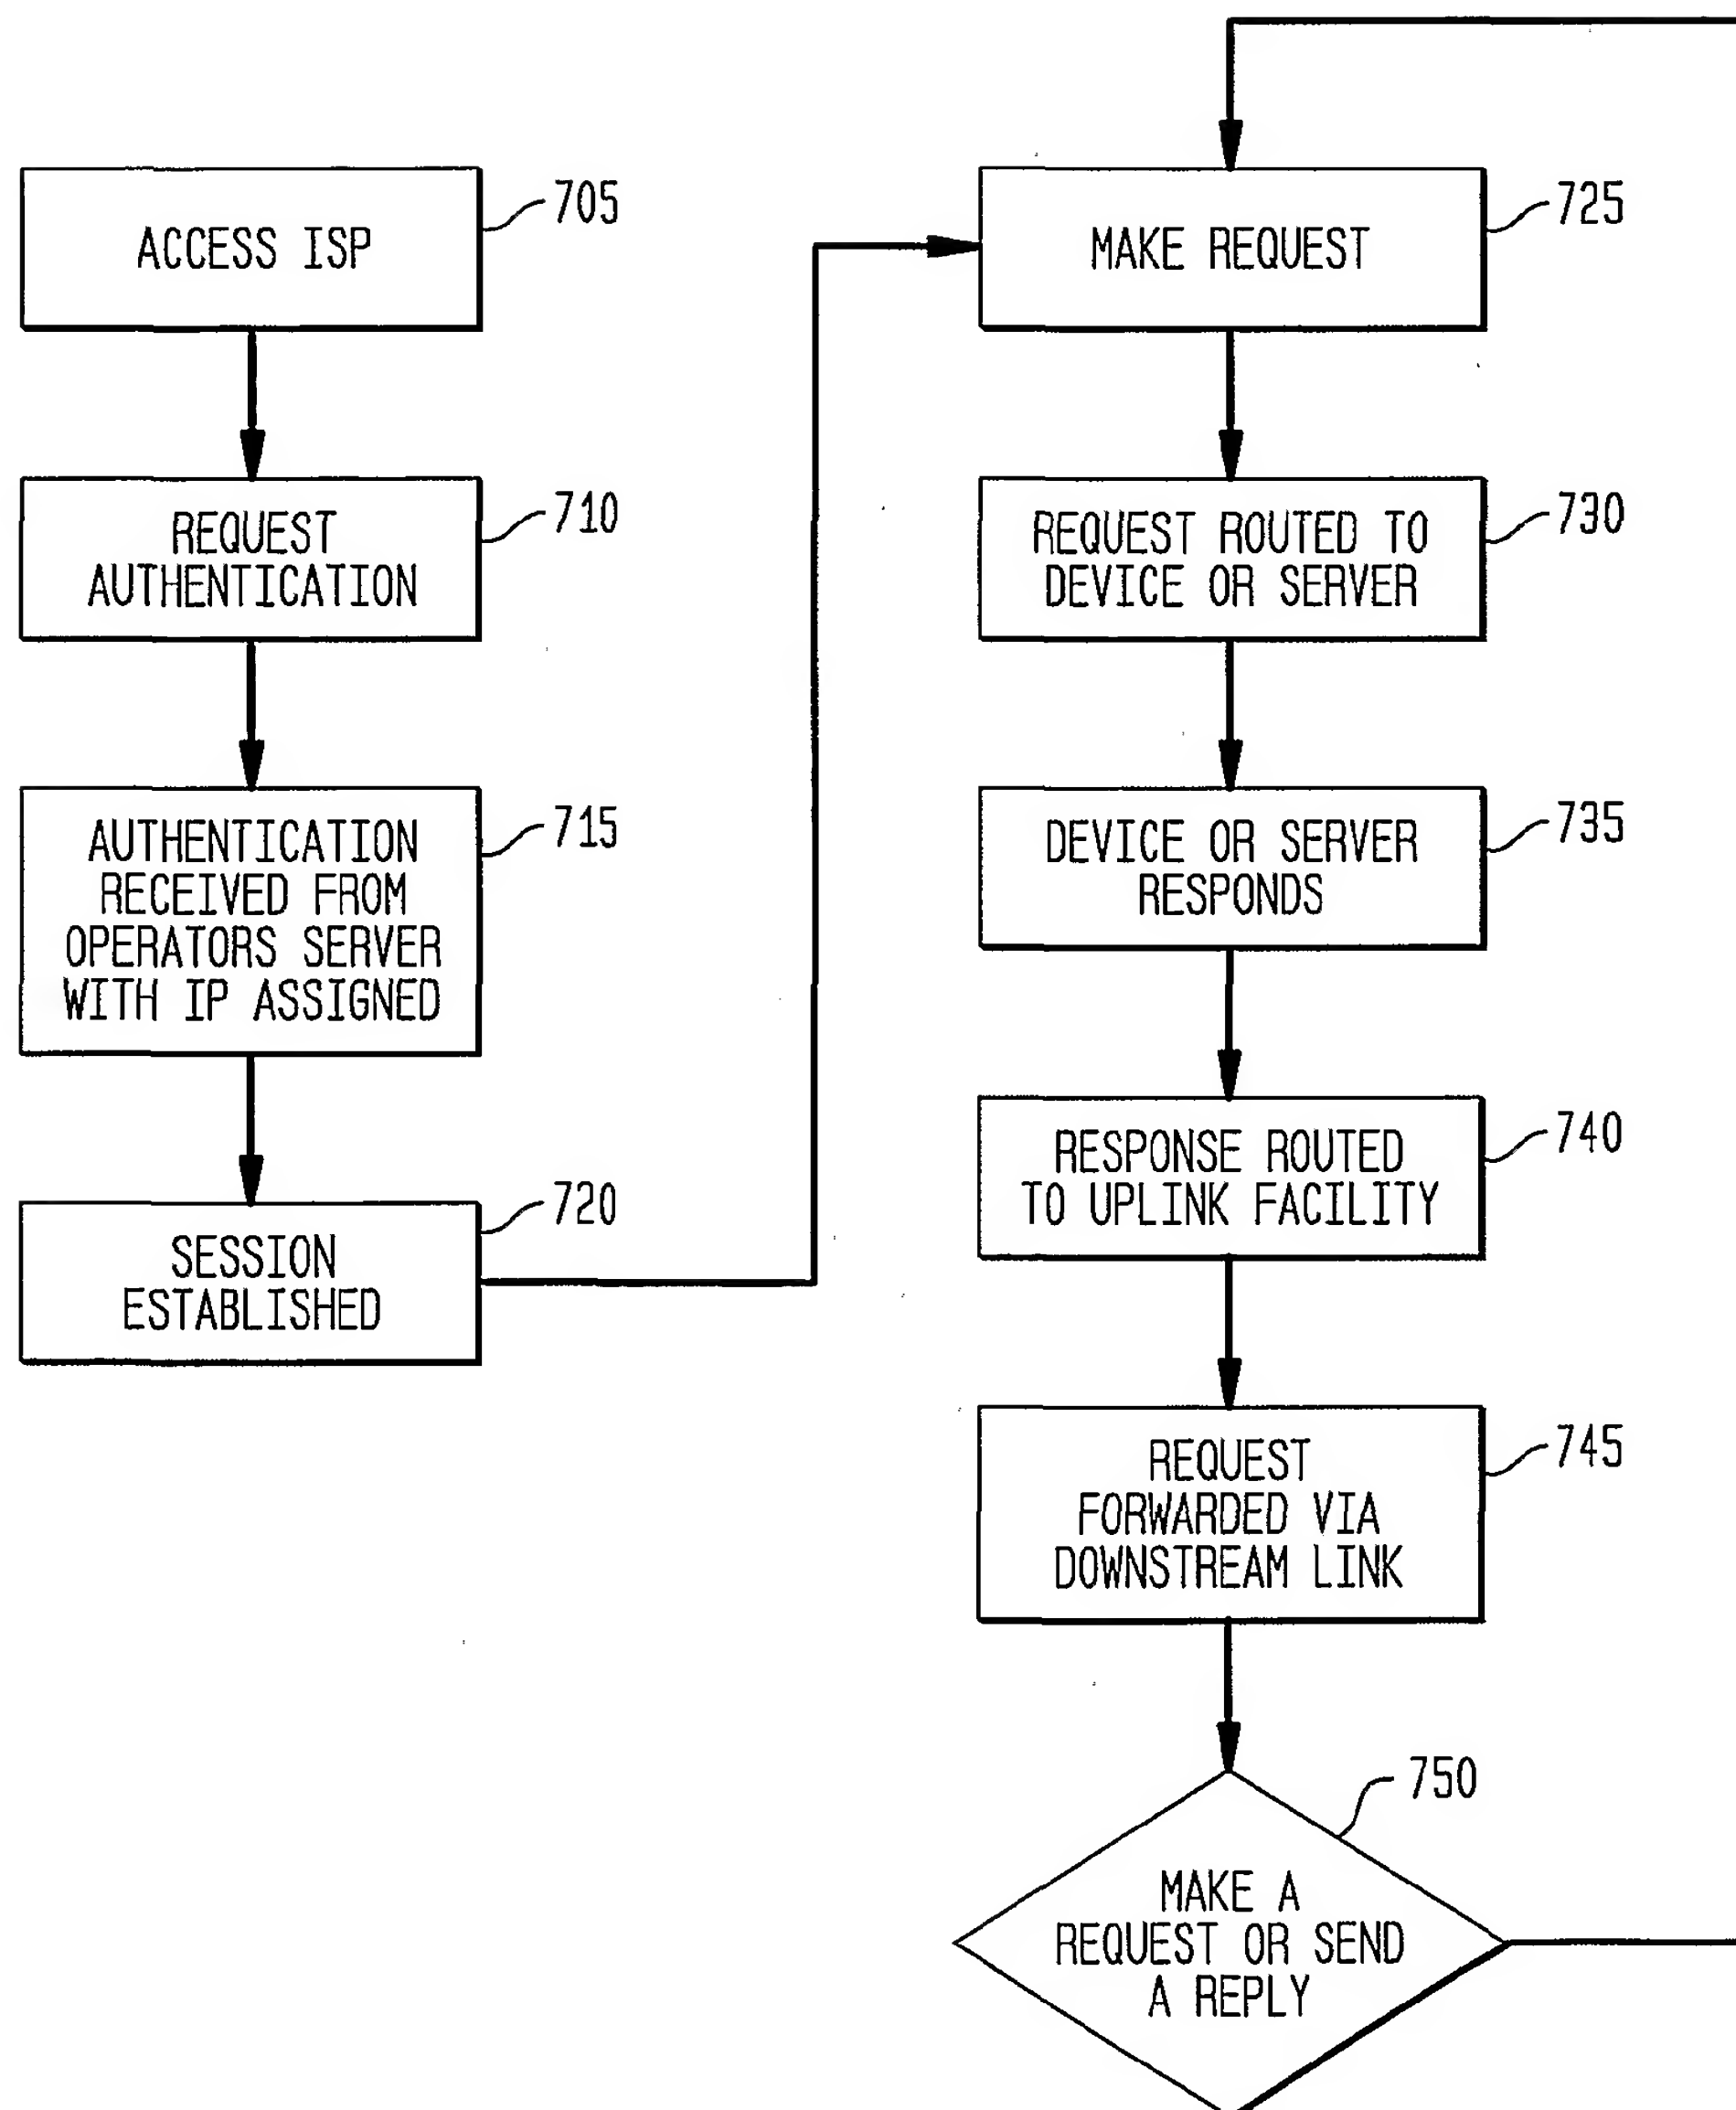 ACCESS ISP
705
REQUEST
AUTHENTICATION
710
AUTHENTICATION
RECEIVED FROM
OPERATORS SERVER
WITH IP ASSIGNED
715
SESSION
ESTABLISHED
720
MAKE REQUEST
725
REQUEST ROUTED TO
DEVICE OR SERVER
730
DEVICE OR SERVER
RESPONDS
735
RESPONSE ROUTED
TO UPLINK FACILITY
740
REQUEST
FORWARDED VIA
DOWNSTREAM LINK
745
MAKE A
REQUEST OR SEND
A REPLY
750